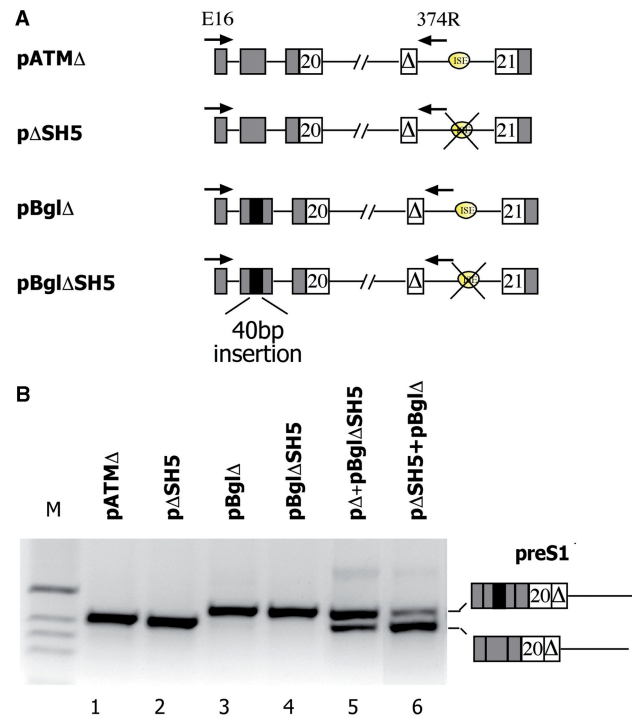 A
E16 374R
pATMΔ 20 Δ ISE 21
pΔSH5 20 Δ 21
pBglΔ 20 Δ ISE 21
pBglΔSH5 20 Δ 21
40bp
insertion
B
M pATMΔ pΔSH5 pBglΔ pBglΔSH5 pΔ+pBglΔSH5 pΔSH5+pBglΔ
preS1
20 Δ
20 Δ
1 2 3 4 5 6